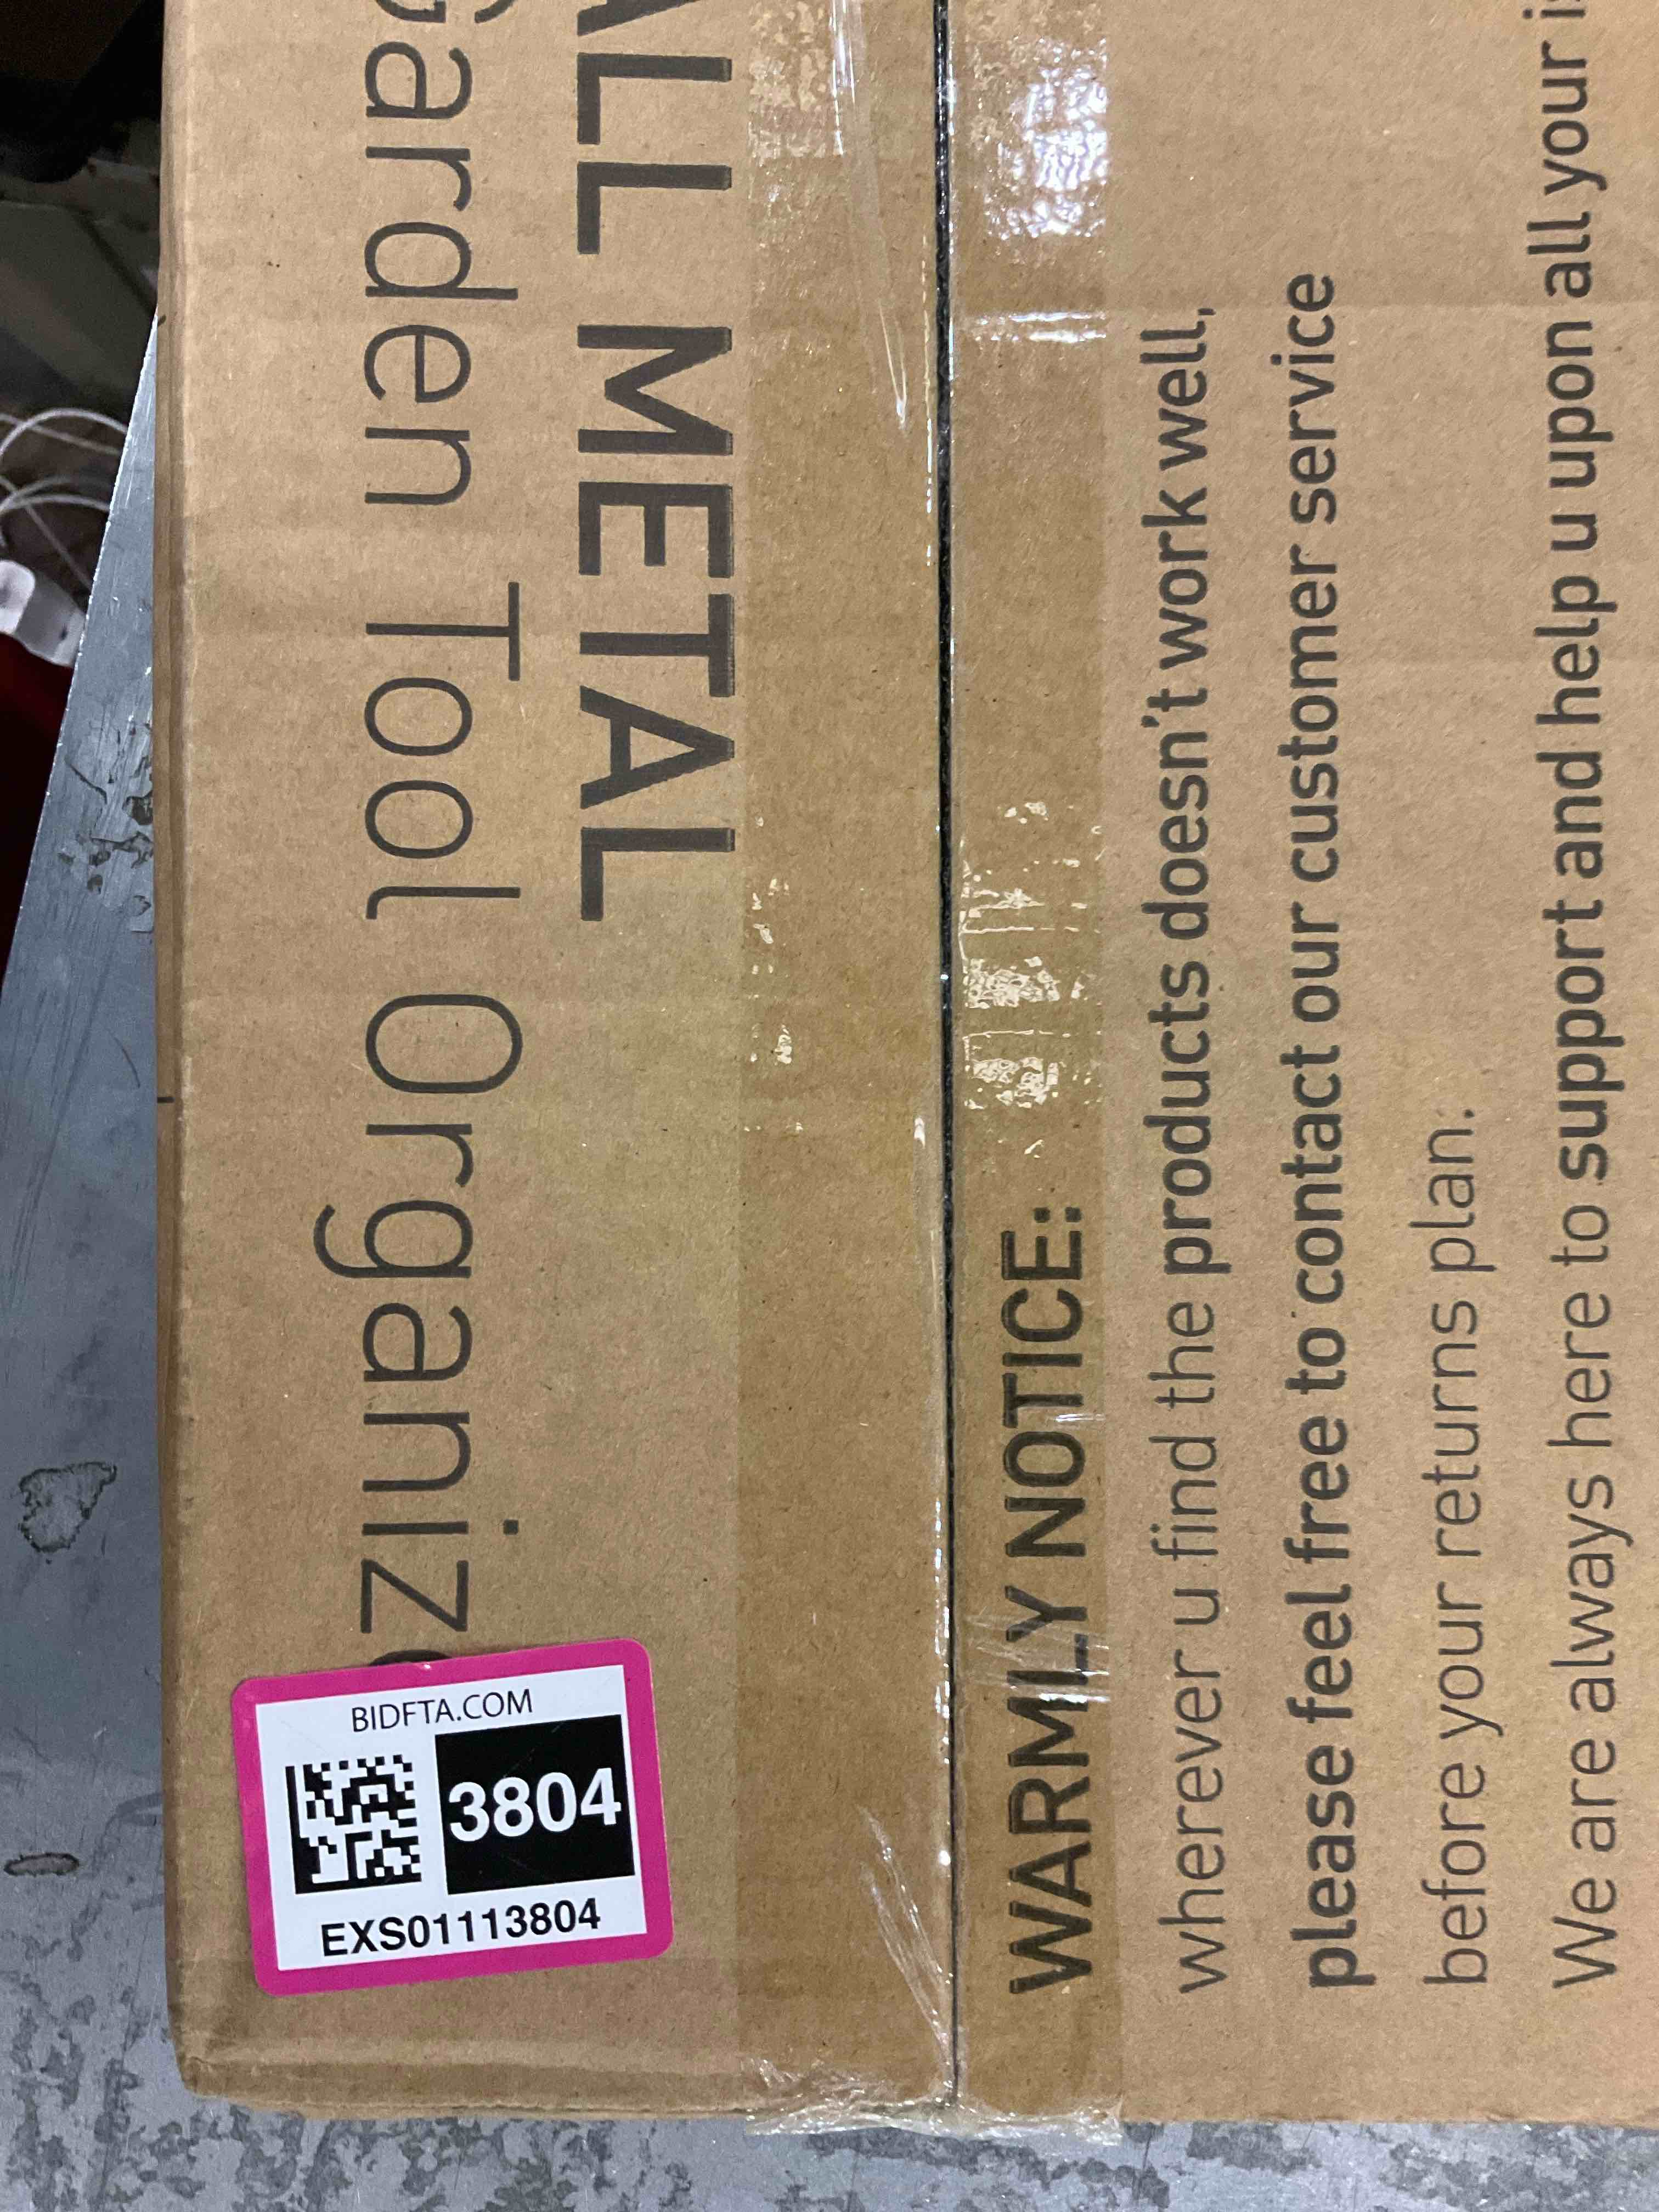 ALL METAL
Garden Tool Organiz
BIDFTA.COM
3804
EXS01113804
WARMLY NOTICE:
wherever u find the products doesn't work well,
please feel free to contact our customer service
before your returns plan.
We are always here to support and help u upon all your